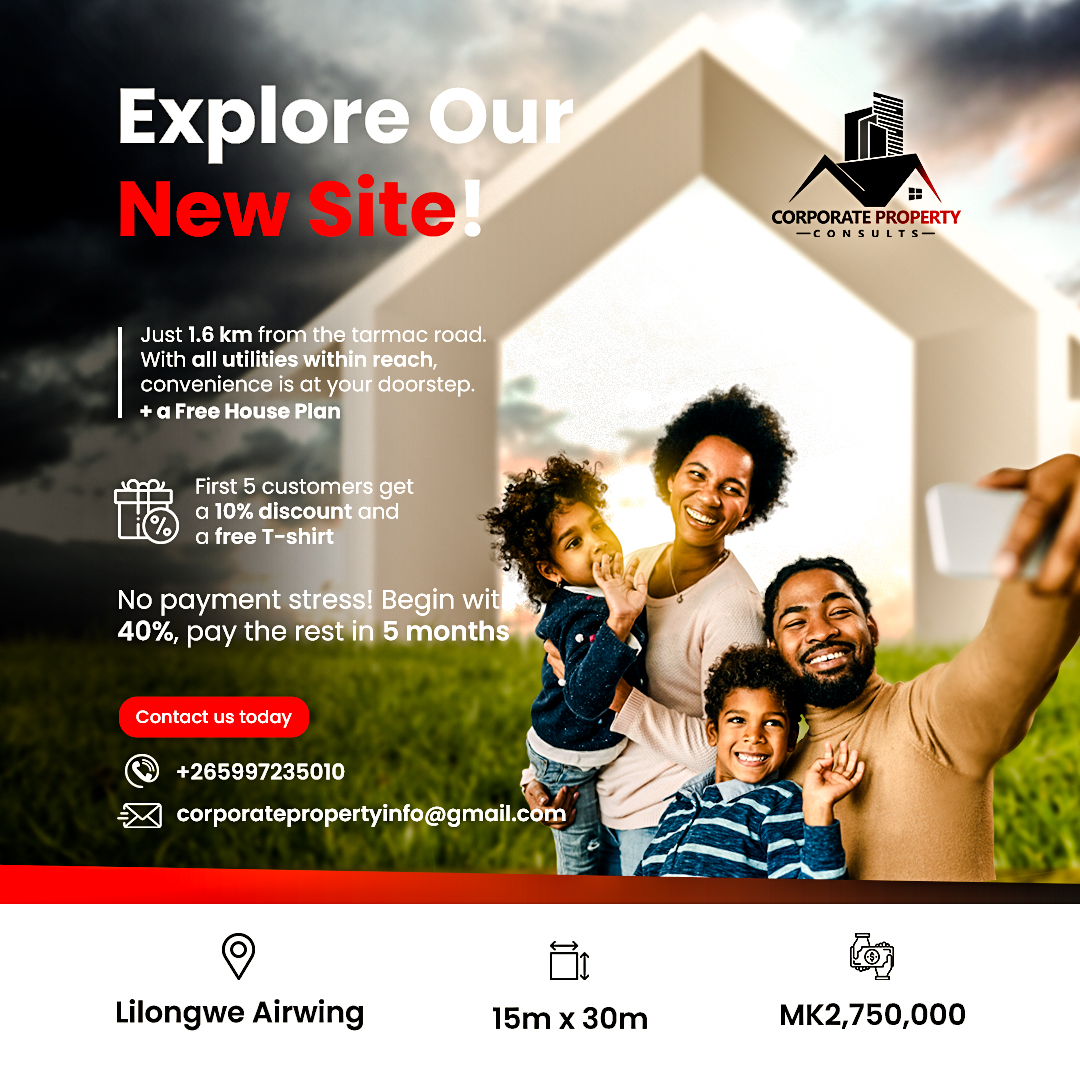 Explore Our
New Site!
CORPORATE PROPERTY
CONSULTS
Just 1.6 km from the tarmac road.
With all utilities within reach,
convenience is at your doorstep.
+ a Free House Plan
First 5 customers get
a 10% discount and
a free T-shirt
No payment stress! Begin with
40%, pay the rest in 5 months
Contact us today
+265997235010
corporatepropertyinfo@gmail.com
Lilongwe Airwing
15m x 30m
MK2,750,000